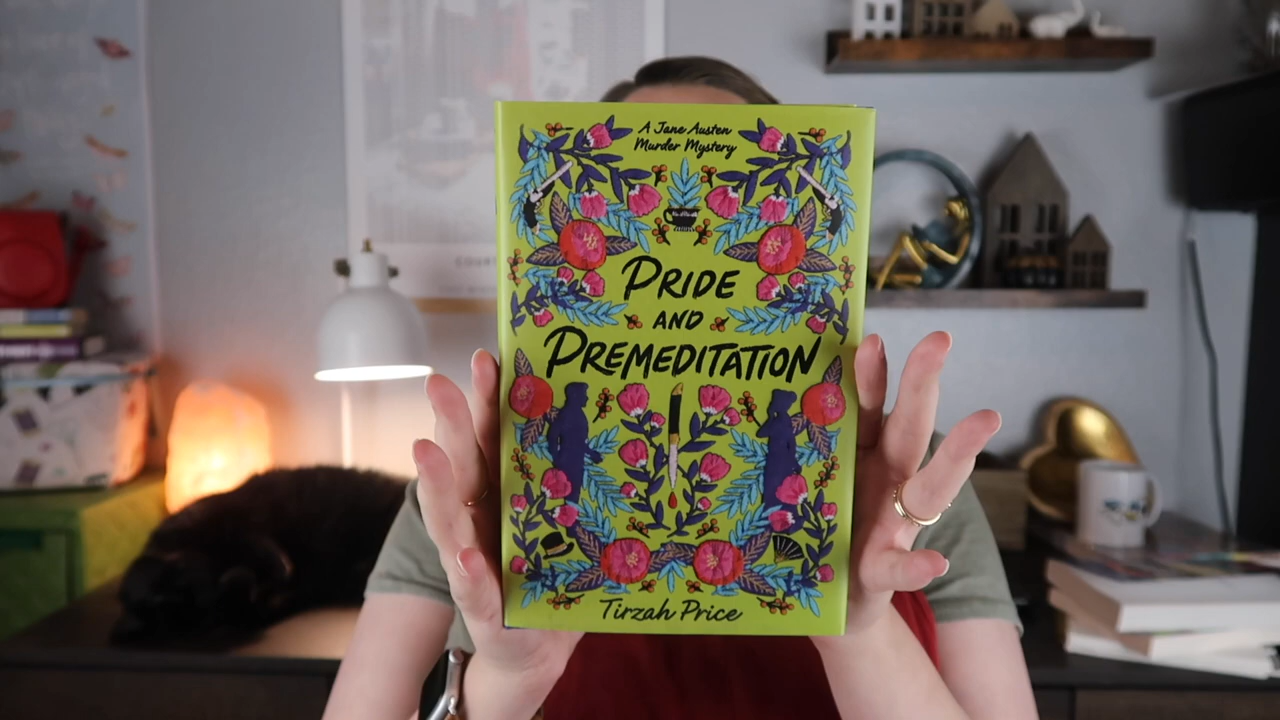 A Jane Austen
Murder Mystery
PRIDE
AND
PREMEDITATION
Tirzah Price